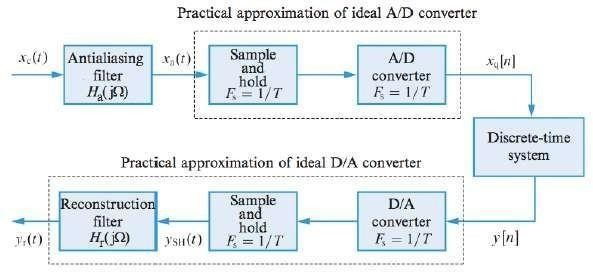 Practical approximation of ideal A/D converter
xc(t)
Antialiasing
filter
Ha(jΩ)
xa(t)
Sample
and
hold
Fs = 1/T
A/D
converter
Fs = 1/T
xq[n]
Discrete-time
system
Practical approximation of ideal D/A converter
yr(t)
Reconstruction
filter
Hr(jΩ)
ySH(t)
Sample
and
hold
Fs = 1/T
D/A
converter
Fs = 1/T
y[n]